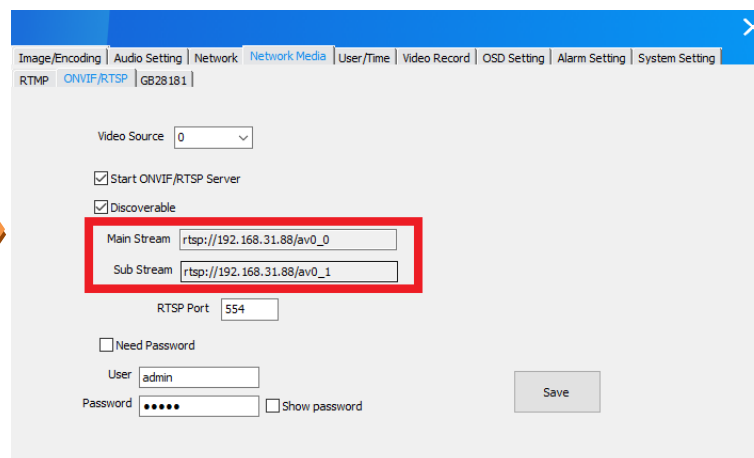 Image/Encoding Audio Setting Network Network Media User/Time Video Record OSD Setting Alarm Setting System Setting
RTMP ONVIF/RTSP GB28181
Video Source 0
Start ONVIF/RTSP Server
Discoverable
Main Stream rtsp://192.168.31.88/av0_0
Sub Stream rtsp://192.168.31.88/av0_1
RTSP Port 554
Need Password
User admin
Password ●●●●● Show password
Save